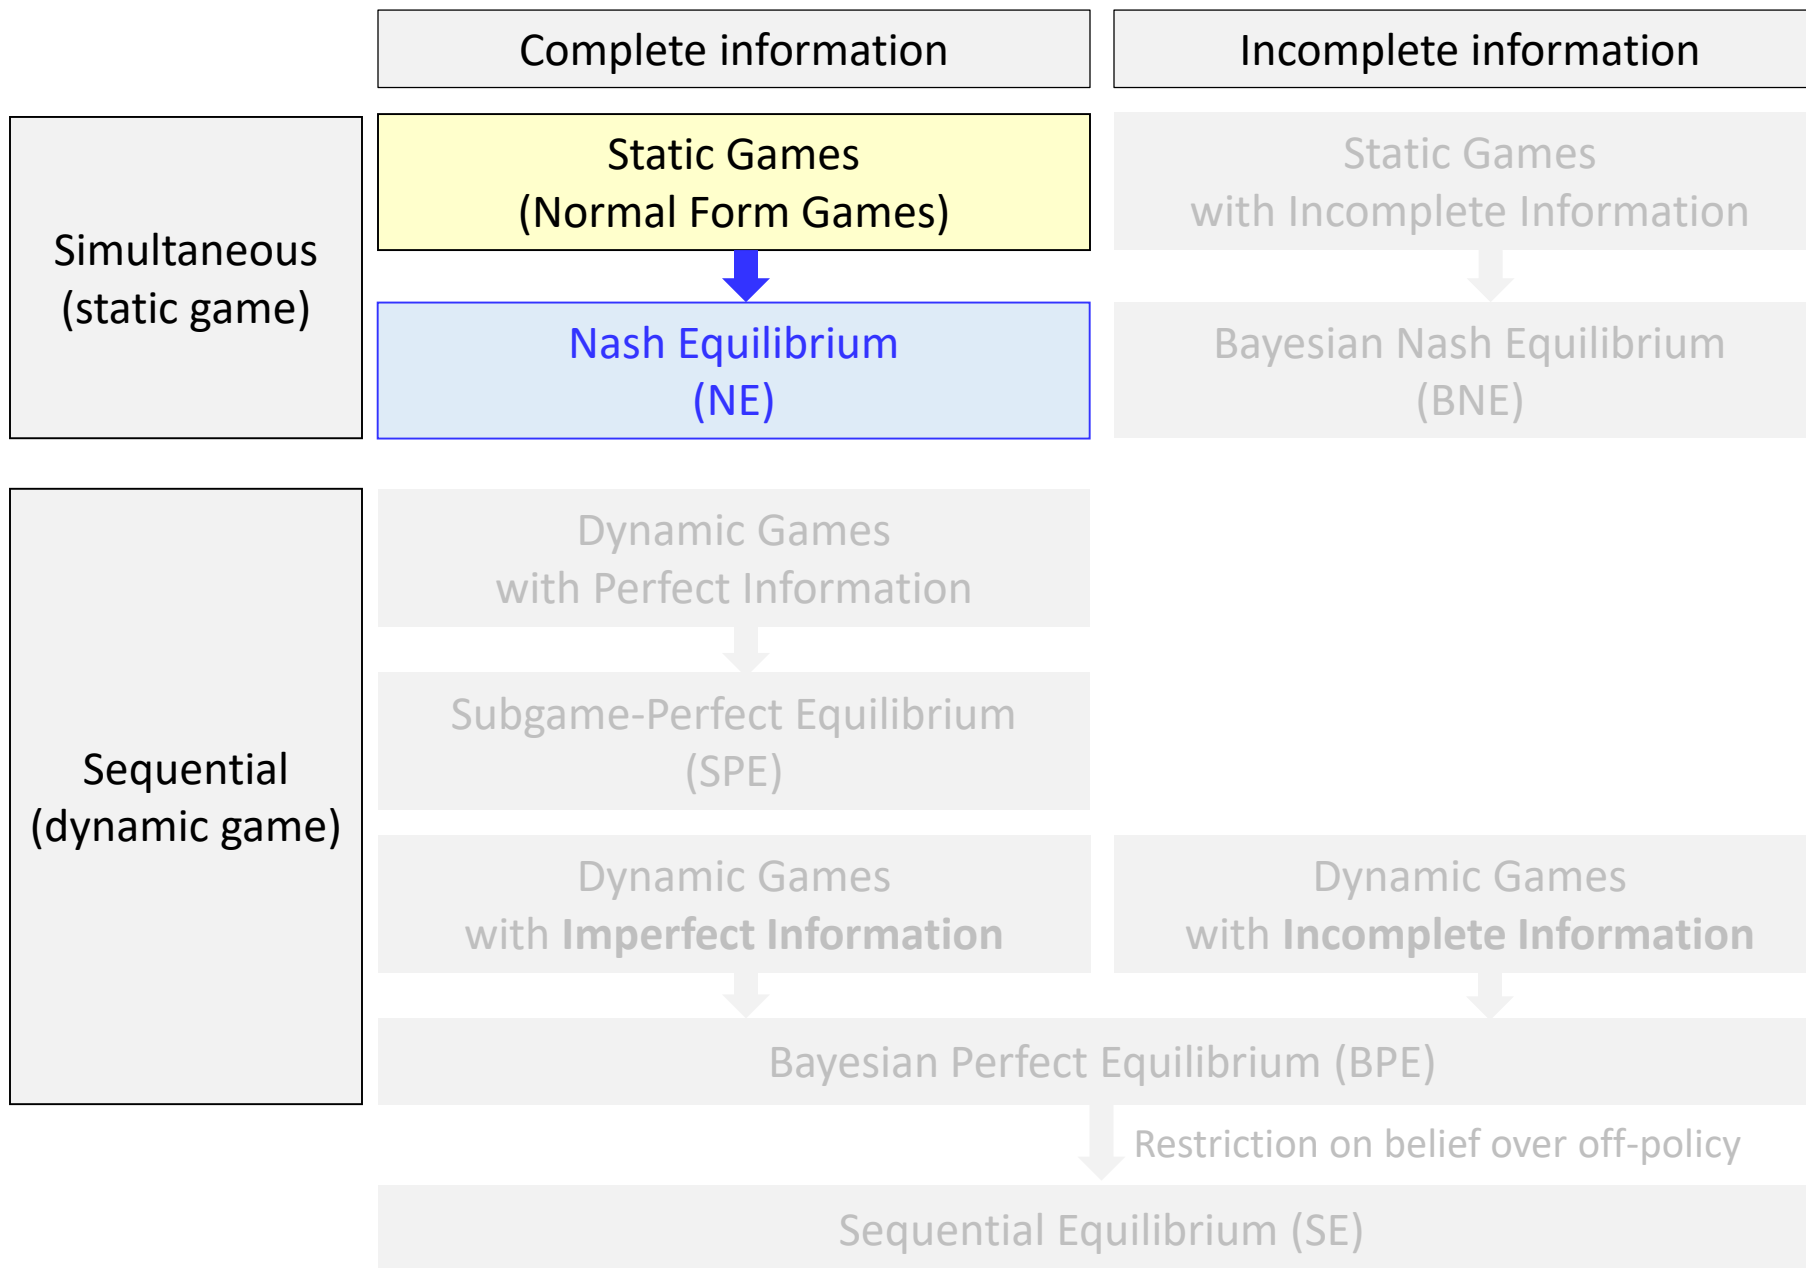 Complete information
Incomplete information
Simultaneous
(static game)
Static Games
(Normal Form Games)
Static Games
with Incomplete Information
Nash Equilibrium
(NE)
Bayesian Nash Equilibrium
(BNE)
Sequential
(dynamic game)
Dynamic Games
with Perfect Information
Subgame-Perfect Equilibrium
(SPE)
Dynamic Games
with Imperfect Information
Dynamic Games
with Incomplete Information
Bayesian Perfect Equilibrium (BPE)
Restriction on belief over off-policy
Sequential Equilibrium (SE)